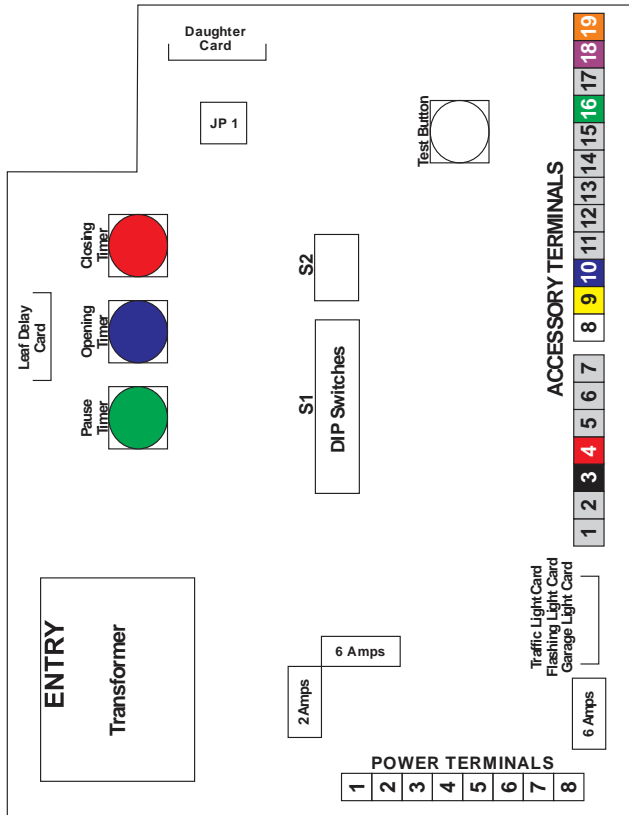 Daughter
Card
JP 1
Test Button
Closing
Timer
Opening
Timer
Pause
Timer
Leaf Delay
Card
S2
S1
DIP Switches
ACCESSORY TERMINALS
19
18
17
16
15
14
13
12
11
10
9
8
7
6
5
4
3
2
1
ENTRY
Transformer
6 Amps
2 Amps
Traffic Light Card
Flashing Light Card
Garage Light Card
6 Amps
POWER TERMINALS
1
2
3
4
5
6
7
8